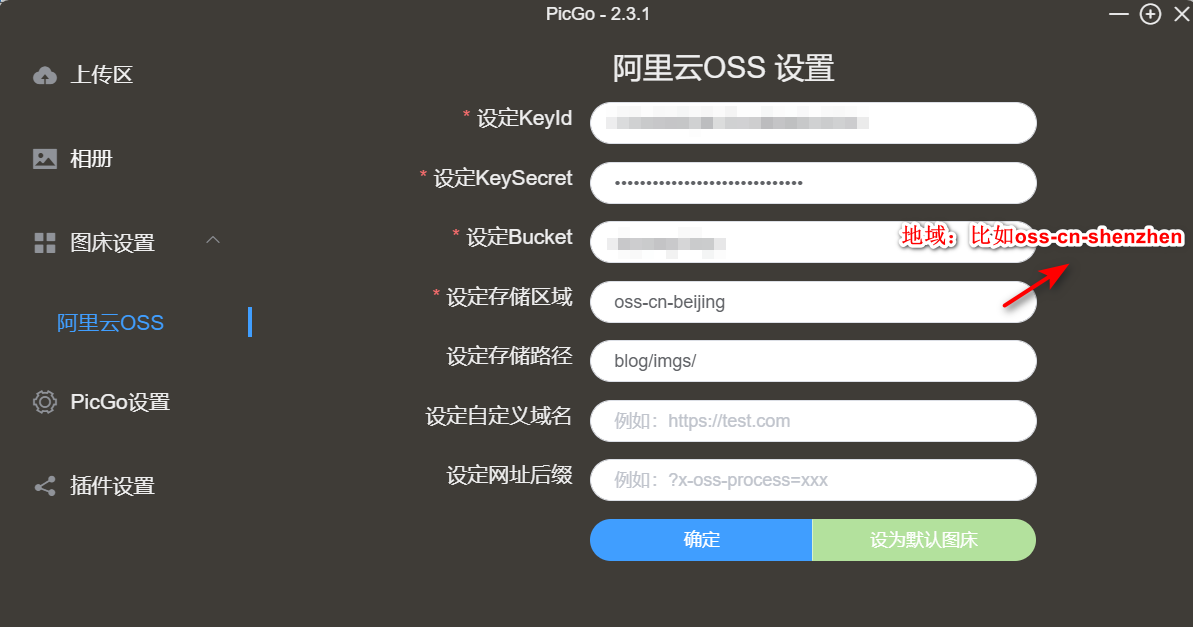 PicGo - 2.3.1
上传区
相册
图床设置
阿里云OSS
PicGo设置
插件设置
阿里云OSS 设置
* 设定KeyId
* 设定KeySecret
••••••••••••••••••••••••••••••
* 设定Bucket
地域：比如oss-cn-shenzhen
* 设定存储区域
oss-cn-beijing
设定存储路径
blog/imgs/
设定自定义域名
例如：https://test.com
设定网址后缀
例如：?x-oss-process=xxx
确定
设为默认图床